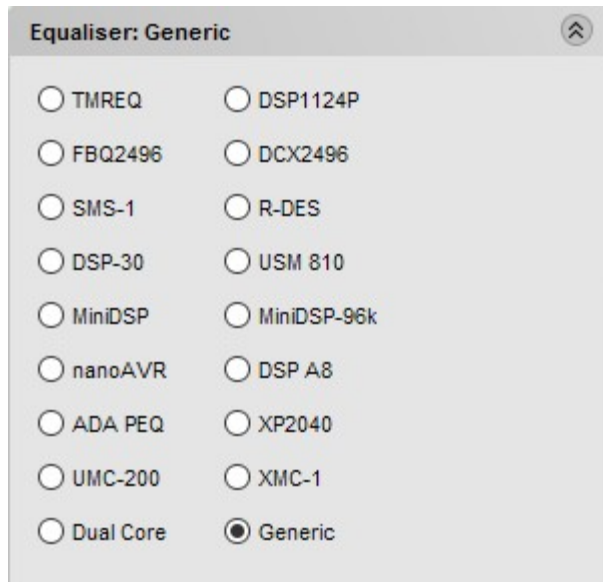 Equaliser: Generic
TMREQ DSP1124P
FBQ2496 DCX2496
SMS-1 R-DES
DSP-30 USM 810
MiniDSP MiniDSP-96k
nanoAVR DSP A8
ADA PEQ XP2040
UMC-200 XMC-1
Dual Core Generic